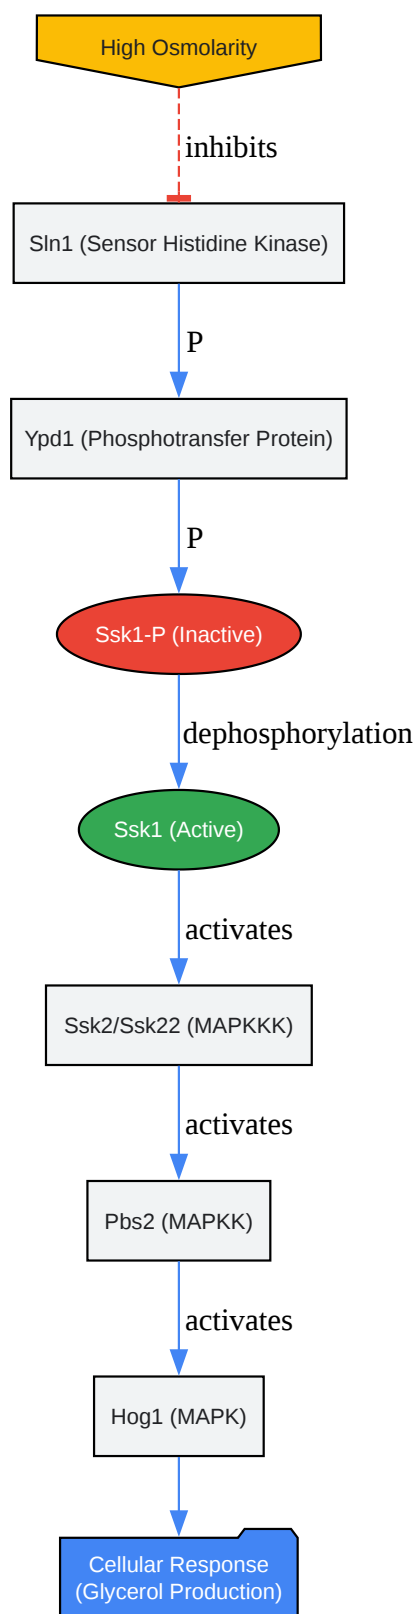 High Osmolarity
inhibits
Sln1 (Sensor Histidine Kinase)
P
Ypd1 (Phosphotransfer Protein)
P
Ssk1-P (Inactive)
dephosphorylation
Ssk1 (Active)
activates
Ssk2/Ssk22 (MAPKKK)
activates
Pbs2 (MAPKK)
activates
Hog1 (MAPK)
Cellular Response
(Glycerol Production)